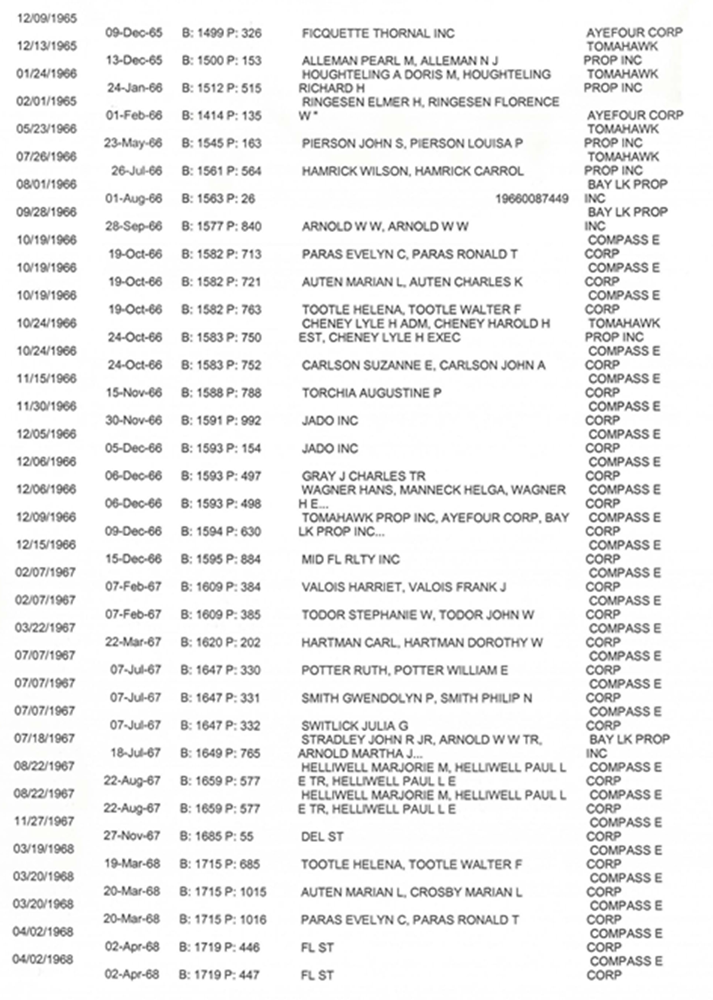 12/09/1965
09-Dec-65 B: 1499 P: 326 FICQUETTE THORNAL INC AYEFOUR CORP
12/13/1965 TOMAHAWK
13-Dec-65 B: 1500 P: 153 ALLEMAN PEARL M, ALLEMAN N J PROP INC
01/24/1966 HOUGHTELING A DORIS M, HOUGHTELING TOMAHAWK
24-Jan-66 B: 1512 P: 515 RICHARD H PROP INC
02/01/1965 RINGESEN ELMER H, RINGESEN FLORENCE
01-Feb-66 B: 1414 P: 135 W * AYEFOUR CORP
05/23/1966 TOMAHAWK
23-May-66 B: 1545 P: 163 PIERSON JOHN S, PIERSON LOUISA P PROP INC
07/26/1966 TOMAHAWK
26-Jul-66 B: 1561 P: 564 HAMRICK WILSON, HAMRICK CARROL PROP INC
08/01/1966 BAY LK PROP
01-Aug-66 B: 1563 P: 26 19660087449 INC
09/28/1966 BAY LK PROP
28-Sep-66 B: 1577 P: 840 ARNOLD W W, ARNOLD W W INC
10/19/1966 COMPASS E
19-Oct-66 B: 1582 P: 713 PARAS EVELYN C, PARAS RONALD T CORP
10/19/1966 COMPASS E
19-Oct-66 B: 1582 P: 721 AUTEN MARIAN L, AUTEN CHARLES K CORP
10/19/1966 COMPASS E
19-Oct-66 B: 1582 P: 763 TOOTLE HELENA, TOOTLE WALTER F CORP
10/24/1966 CHENEY LYLE H ADM, CHENEY HAROLD H TOMAHAWK
24-Oct-66 B: 1583 P: 750 EST, CHENEY LYLE H EXEC PROP INC
10/24/1966 COMPASS E
24-Oct-66 B: 1583 P: 752 CARLSON SUZANNE E, CARLSON JOHN A CORP
11/15/1966 COMPASS E
15-Nov-66 B: 1588 P: 788 TORCHIA AUGUSTINE P CORP
11/30/1966 COMPASS E
30-Nov-66 B: 1591 P: 992 JADO INC CORP
12/05/1966 COMPASS E
05-Dec-66 B: 1593 P: 154 JADO INC CORP
12/06/1966 COMPASS E
06-Dec-66 B: 1593 P: 497 GRAY J CHARLES TR CORP
12/06/1966 WAGNER HANS, MANNECK HELGA, WAGNER COMPASS E
06-Dec-66 B: 1593 P: 498 H E... CORP
12/09/1966 TOMAHAWK PROP INC, AYEFOUR CORP, BAY COMPASS E
09-Dec-66 B: 1594 P: 630 LK PROP INC... CORP
12/15/1966 COMPASS E
15-Dec-66 B: 1595 P: 884 MID FL RLTY INC CORP
02/07/1967 COMPASS E
07-Feb-67 B: 1609 P: 384 VALOIS HARRIET, VALOIS FRANK J CORP
02/07/1967 COMPASS E
07-Feb-67 B: 1609 P: 385 TODOR STEPHANIE W, TODOR JOHN W CORP
03/22/1967 COMPASS E
22-Mar-67 B: 1620 P: 202 HARTMAN CARL, HARTMAN DOROTHY W CORP
07/07/1967 COMPASS E
07-Jul-67 B: 1647 P: 330 POTTER RUTH, POTTER WILLIAM E CORP
07/07/1967 COMPASS E
07-Jul-67 B: 1647 P: 331 SMITH GWENDOLYN P, SMITH PHILIP N CORP
07/07/1967 COMPASS E
07-Jul-67 B: 1647 P: 332 SWITLICK JULIA G CORP
07/18/1967 STRADLEY JOHN R JR, ARNOLD W W TR, BAY LK PROP
18-Jul-67 B: 1649 P: 765 ARNOLD MARTHA J... INC
08/22/1967 HELLIWELL MARJORIE M, HELLIWELL PAUL L COMPASS E
22-Aug-67 B: 1659 P: 577 E TR, HELLIWELL PAUL L E CORP
08/22/1967 HELLIWELL MARJORIE M, HELLIWELL PAUL L COMPASS E
22-Aug-67 B: 1659 P: 577 E TR, HELLIWELL PAUL L E CORP
11/27/1967 COMPASS E
27-Nov-67 B: 1685 P: 55 DEL ST CORP
03/19/1968 COMPASS E
19-Mar-68 B: 1715 P: 685 TOOTLE HELENA, TOOTLE WALTER F CORP
03/20/1968 COMPASS E
20-Mar-68 B: 1715 P: 1015 AUTEN MARIAN L, CROSBY MARIAN L CORP
03/20/1968 COMPASS E
20-Mar-68 B: 1715 P: 1016 PARAS EVELYN C, PARAS RONALD T CORP
04/02/1968 COMPASS E
02-Apr-68 B: 1719 P: 446 FL ST CORP
04/02/1968 COMPASS E
02-Apr-68 B: 1719 P: 447 FL ST CORP